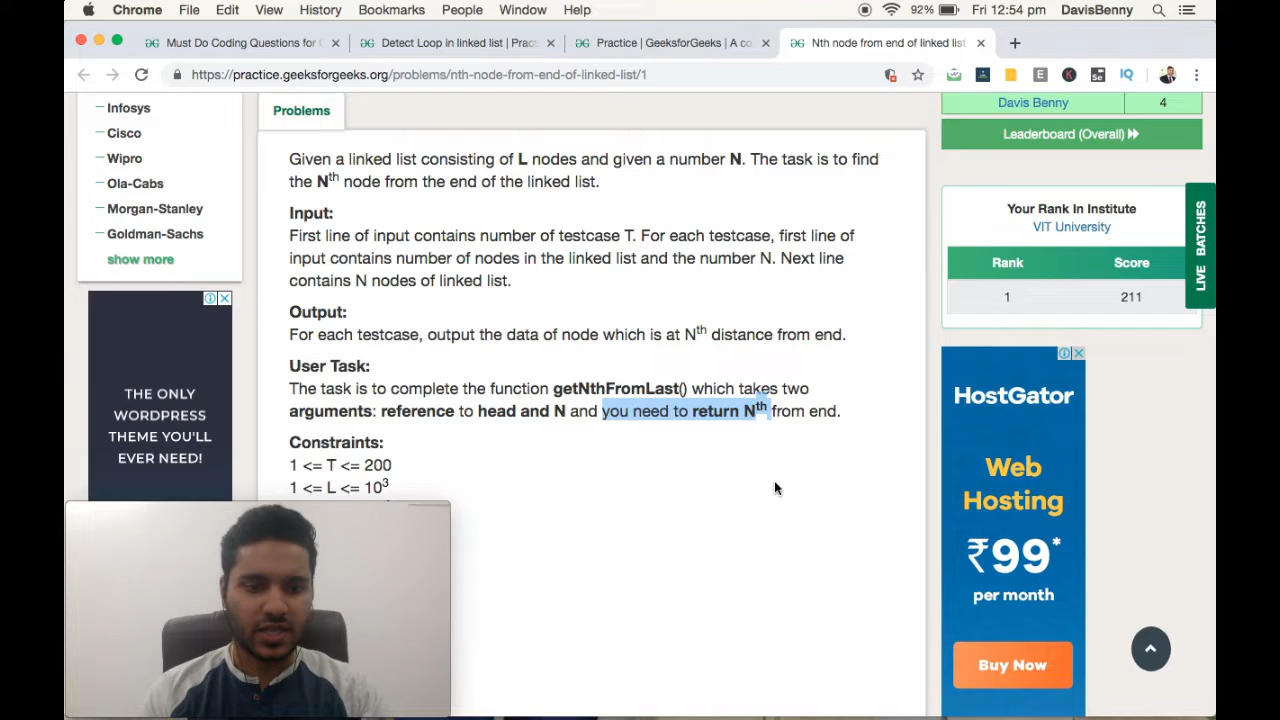 Chrome File Edit View History Bookmarks People Window Help 92% Fri 12:54 pm DavisBenny
Must Do Coding Questions for Detect Loop in linked list | Prac Practice | GeeksforGeeks | A co Nth node from end of linked list
https://practice.geeksforgeeks.org/problems/nth-node-from-end-of-linked-list/1
Infosys
Cisco
Wipro
Ola-Cabs
Morgan-Stanley
Goldman-Sachs
show more
THE ONLY
WORDPRESS
THEME YOU'LL
EVER NEED!
Problems
Given a linked list consisting of L nodes and given a number N. The task is to find
the Nth node from the end of the linked list.
Input:
First line of input contains number of testcase T. For each testcase, first line of
input contains number of nodes in the linked list and the number N. Next line
contains N nodes of linked list.
Output:
For each testcase, output the data of node which is at Nth distance from end.
User Task:
The task is to complete the function getNthFromLast() which takes two
arguments: reference to head and N and you need to return Nth from end.
Constraints:
1 <= T <= 200
1 <= L <= 10³
Davis Benny 4
Leaderboard (Overall)
Your Rank In Institute
VIT University
Rank Score
1 211
LIVE BATCHES
HostGator
Web
Hosting
₹99*
per month
Buy Now